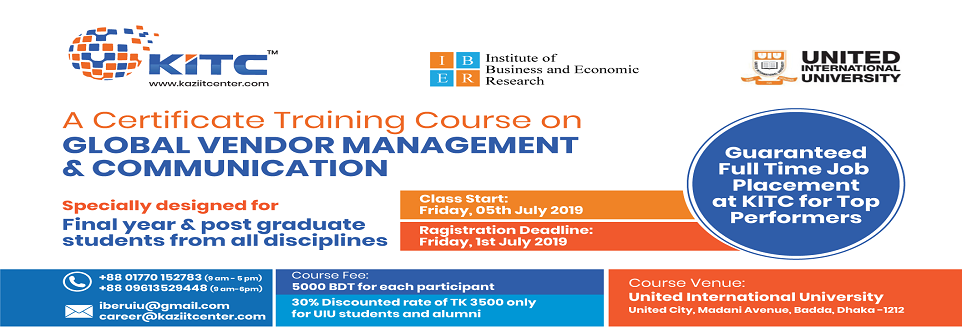 KITC™
www.kaziitcenter.com
I B
E R
Institute of
Business and Economic
Research
UNITED
INTERNATIONAL
UNIVERSITY
A Certificate Training Course on
GLOBAL VENDOR MANAGEMENT
& COMMUNICATION
Specially designed for
Final year & post graduate
students from all disciplines
Class Start:
Friday, 05th July 2019
Ragistration Deadline:
Friday, 1st July 2019
Guaranteed
Full Time Job
Placement
at KITC for Top
Performers
+88 01770 152783 (9 am - 5 pm)
+88 09613529448 (9 am-6pm)
iberuiu@gmail.com
career@kaziitcenter.com
Course Fee:
5000 BDT for each participant
30% Discounted rate of TK 3500 only
for UIU students and alumni
Course Venue:
United International University
United City, Madani Avenue, Badda, Dhaka -1212